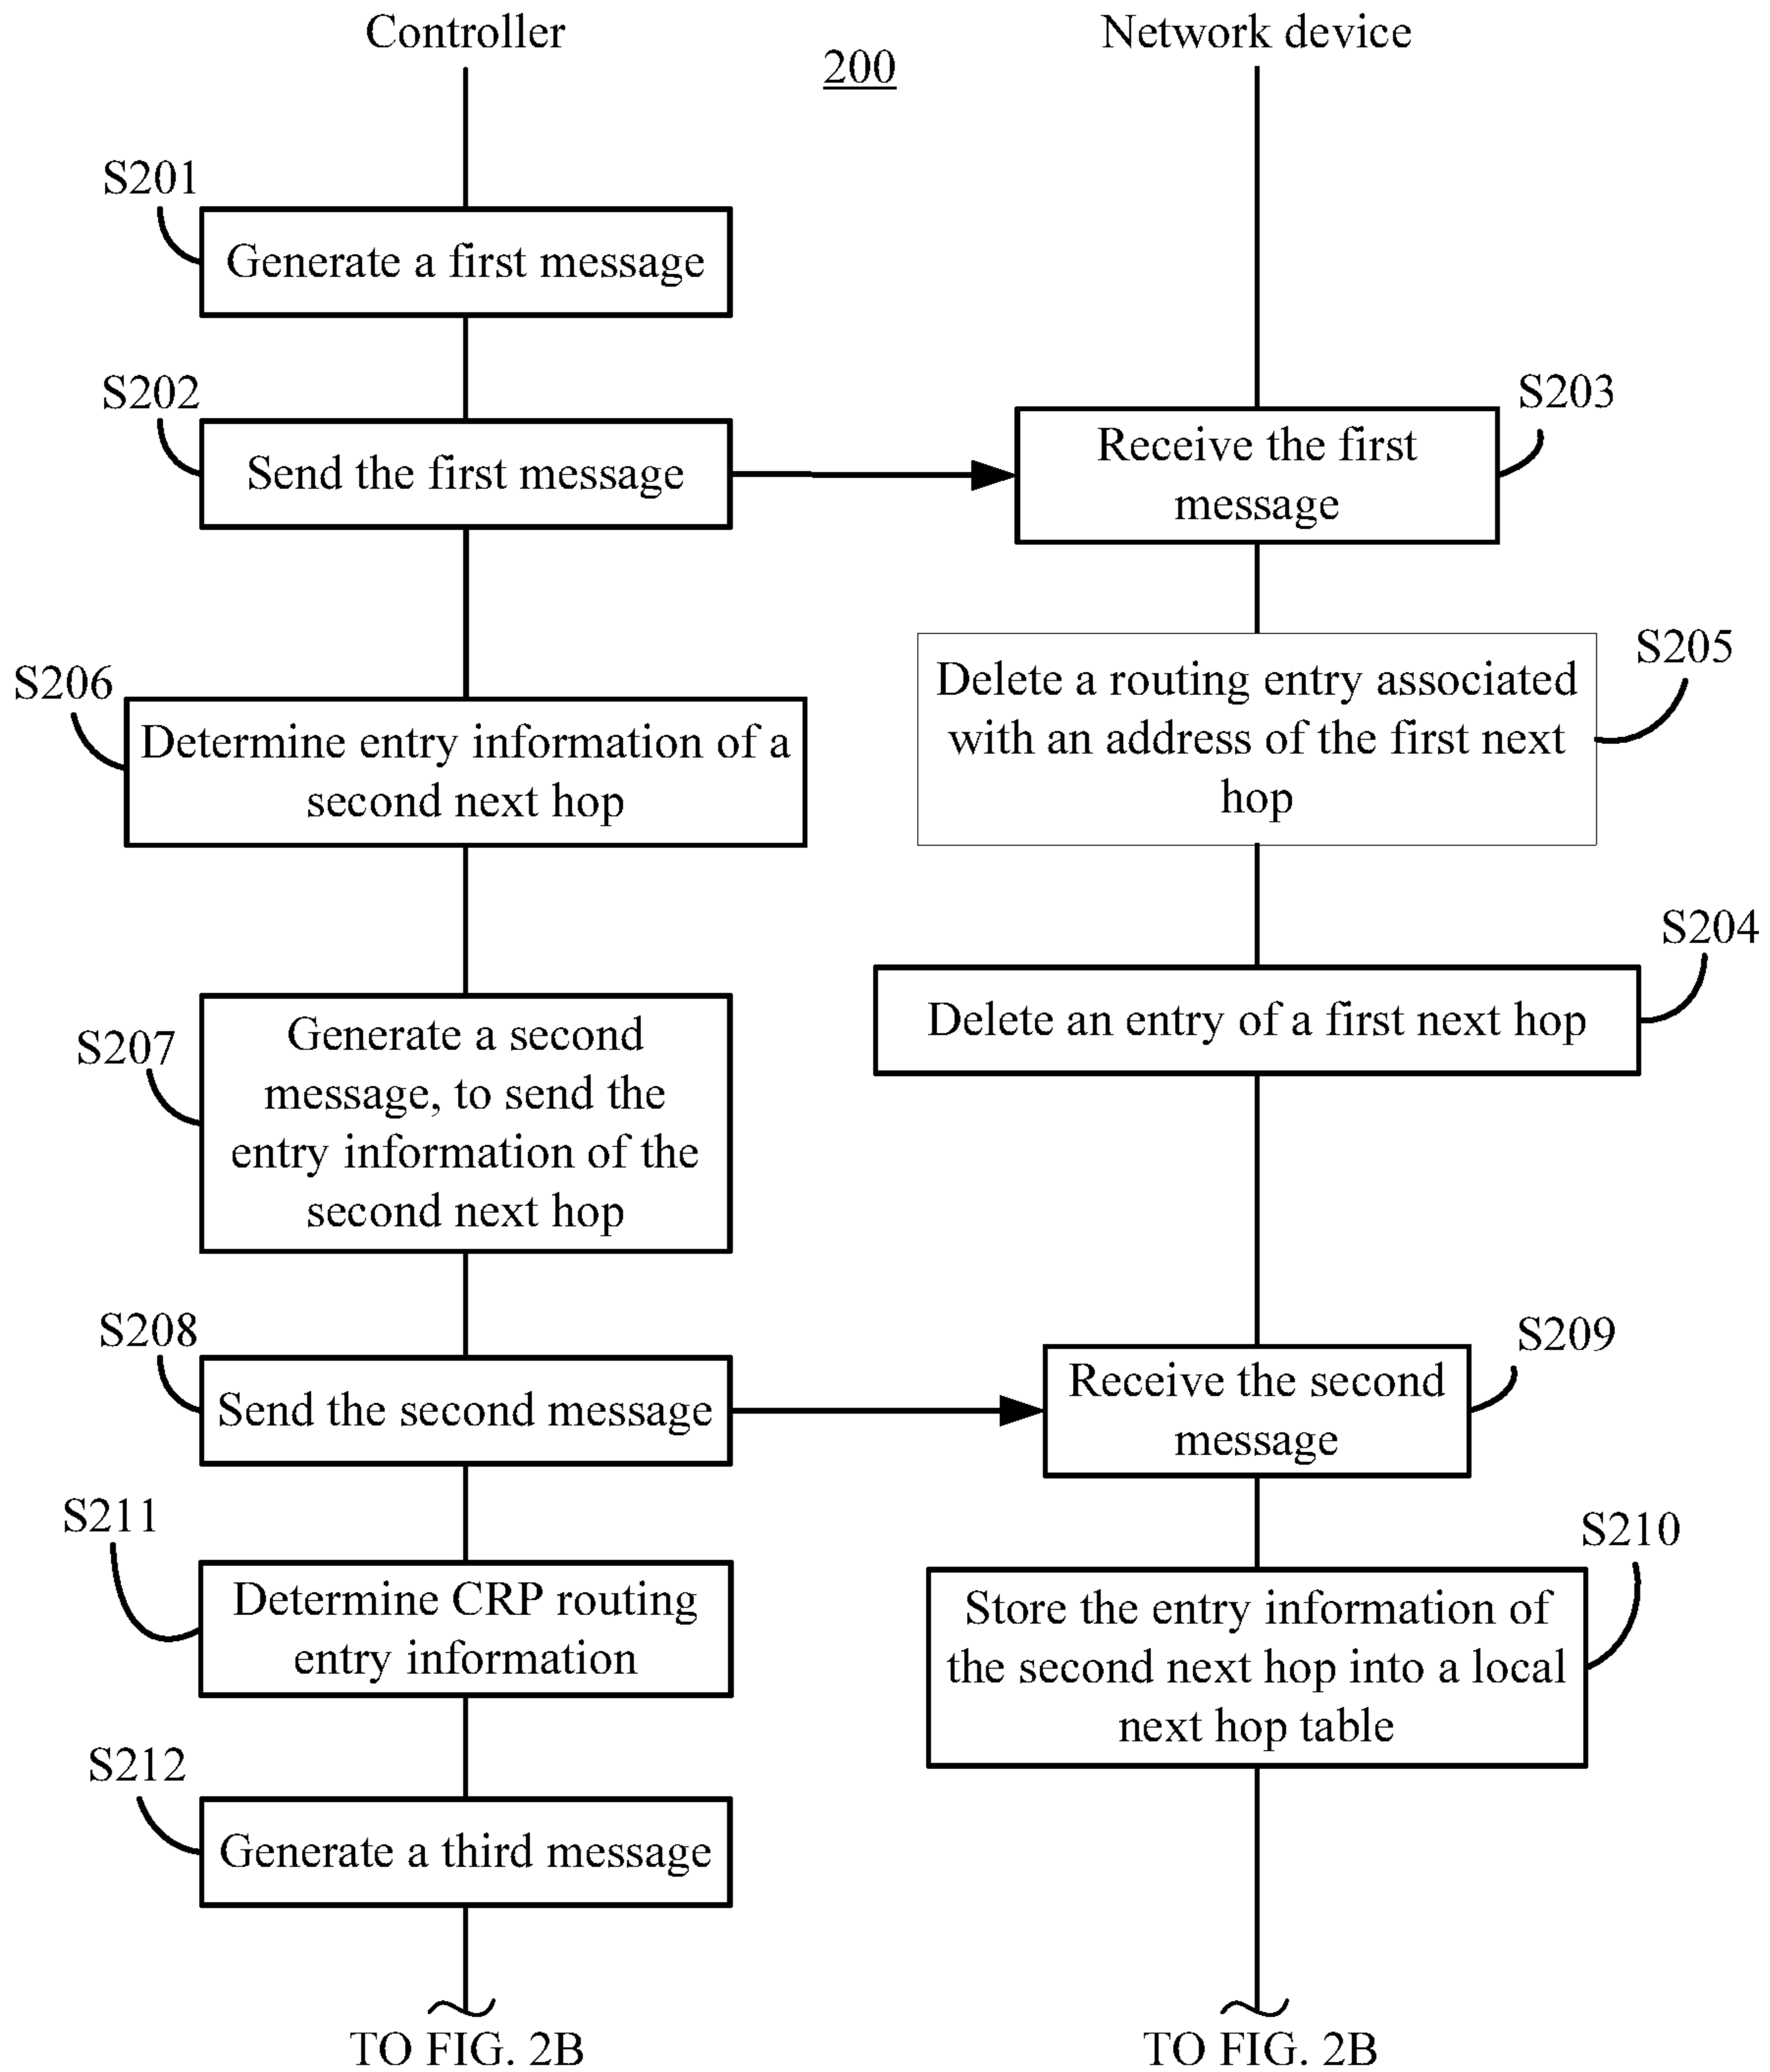 Controller
200
Network device
S201
Generate a first message
S202
Send the first message
S203
Receive the first
message
S205
Delete a routing entry associated
with an address of the first next
hop
S206
Determine entry information of a
second next hop
S204
Delete an entry of a first next hop
S207
Generate a second
message, to send the
entry information of the
second next hop
S208
Send the second message
S209
Receive the second
message
S211
Determine CRP routing
entry information
S210
Store the entry information of
the second next hop into a local
next hop table
S212
Generate a third message
TO FIG. 2B
TO FIG. 2B